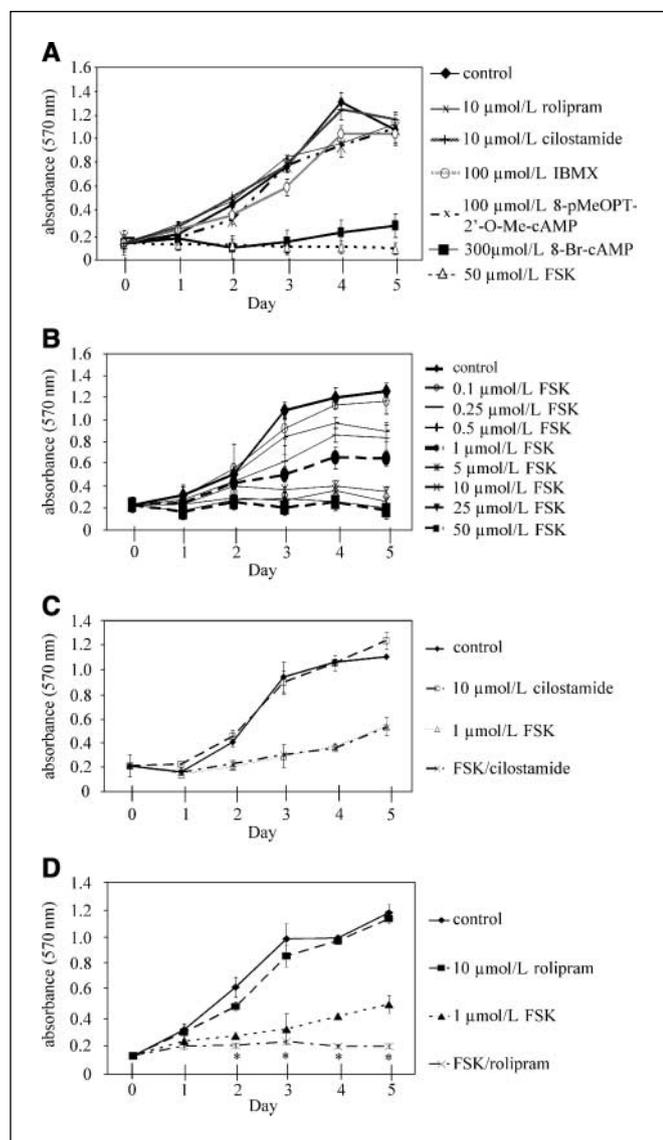 A
absorbance (570 nm)
1.6
1.4
1.2
1.0
0.8
0.6
0.4
0.2
0
0 1 2 3 4 5
Day
control
10 µmol/L rolipram
10 µmol/L cilostamide
100 µmol/L IBMX
100 µmol/L 8-pMeOPT-
2'-O-Me-cAMP
300µmol/L 8-Br-cAMP
50 µmol/L FSK
B
absorbance (570 nm)
1.6
1.4
1.2
1.0
0.8
0.6
0.4
0.2
0
0 1 2 3 4 5
Day
control
0.1 µmol/L FSK
0.25 µmol/L FSK
0.5 µmol/L FSK
1 µmol/L FSK
5 µmol/L FSK
10 µmol/L FSK
25 µmol/L FSK
50 µmol/L FSK
C
absorbance (570 nm)
1.4
1.2
1.0
0.8
0.6
0.4
0.2
0
0 1 2 3 4 5
Day
control
10 µmol/L cilostamide
1 µmol/L FSK
FSK/cilostamide
D
absorbance (570 nm)
1.4
1.2
1.0
0.8
0.6
0.4
0.2
0
* * * *
0 1 2 3 4 5
Day
control
10 µmol/L rolipram
1 µmol/L FSK
FSK/rolipram